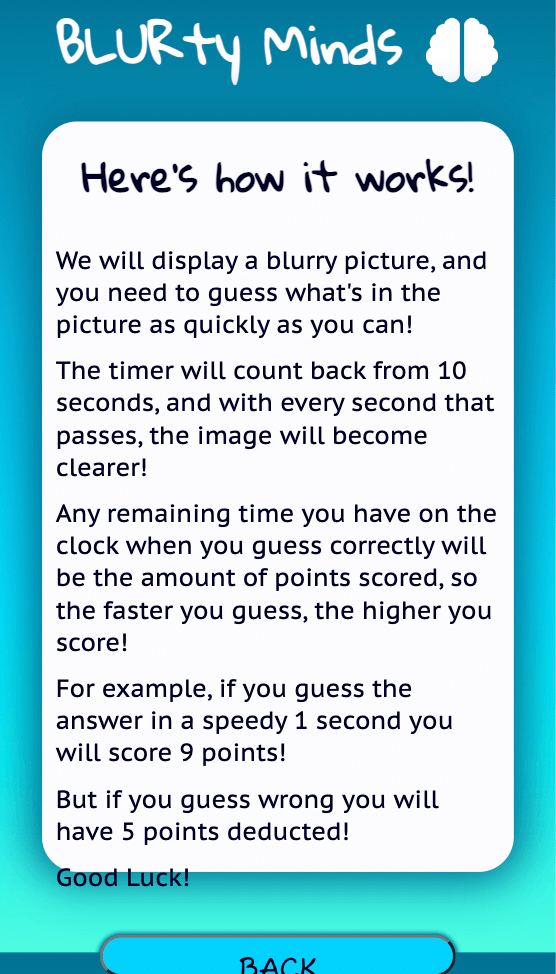 BLURty Minds
Here's how it works!
We will display a blurry picture, and
you need to guess what's in the
picture as quickly as you can!
The timer will count back from 10
seconds, and with every second that
passes, the image will become
clearer!
Any remaining time you have on the
clock when you guess correctly will
be the amount of points scored, so
the faster you guess, the higher you
score!
For example, if you guess the
answer in a speedy 1 second you
will score 9 points!
But if you guess wrong you will
have 5 points deducted!
Good Luck!
BACK